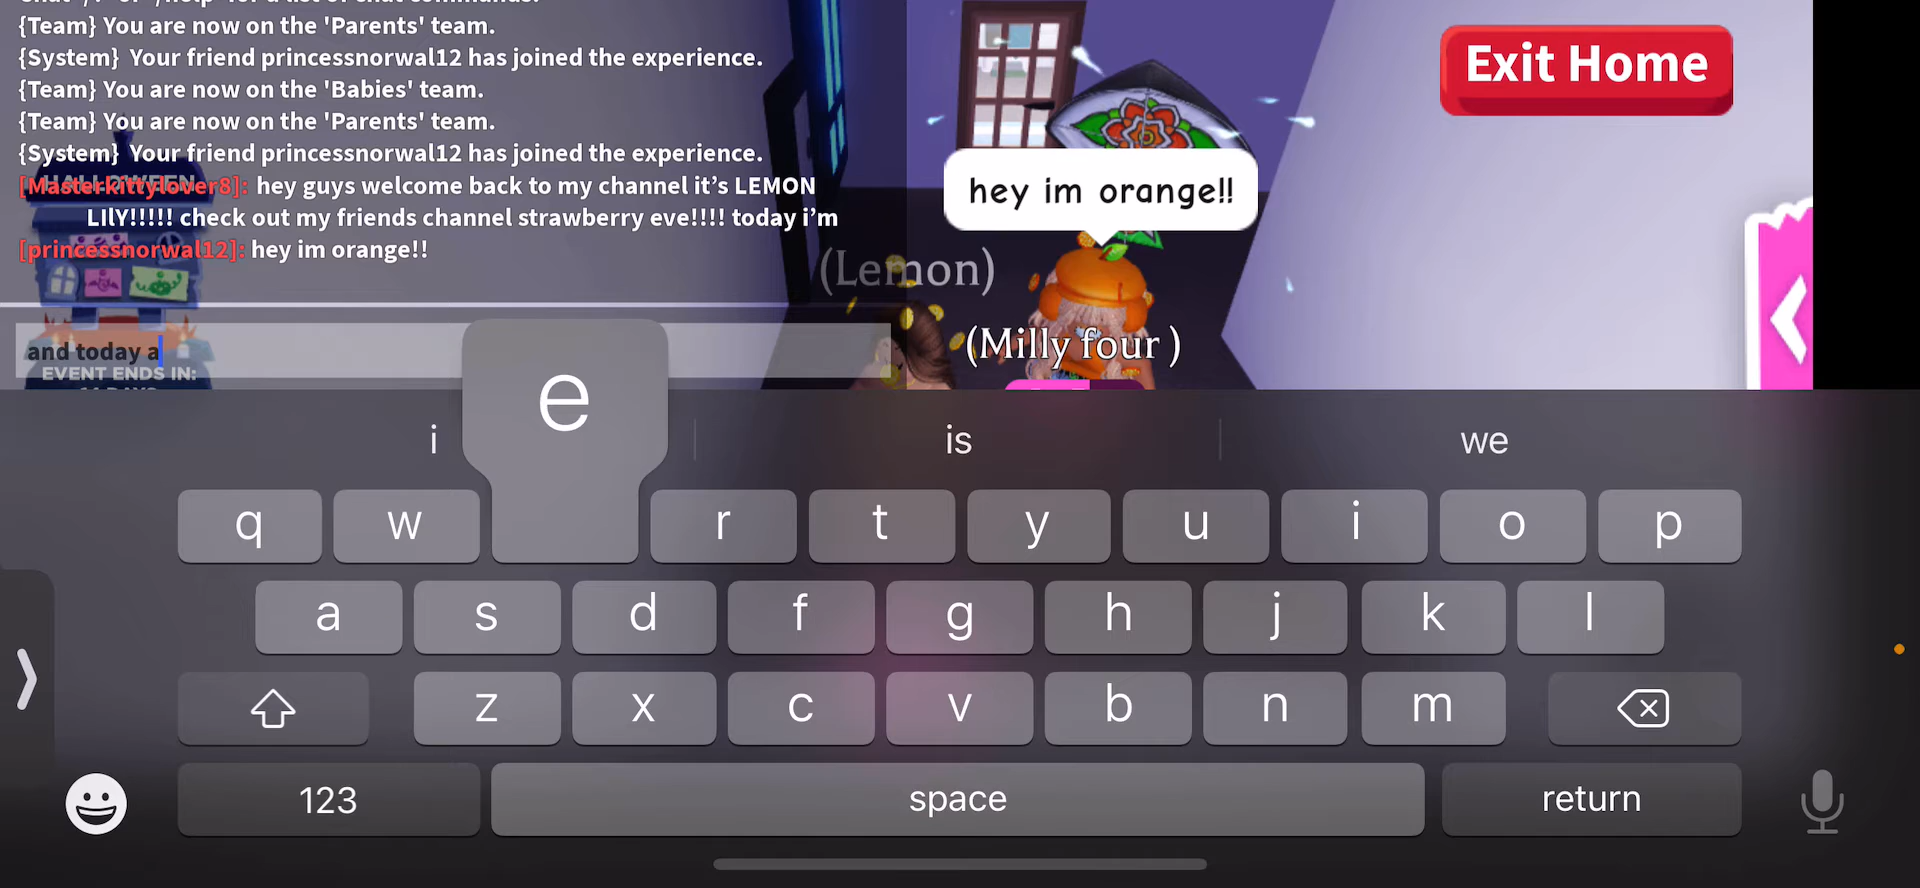 {Team} You are now on the 'Parents' team.
{System} Your friend princessnorwal12 has joined the experience.
{Team} You are now on the 'Babies' team.
{Team} You are now on the 'Parents' team.
{System} Your friend princessnorwal12 has joined the experience.
HALLOWEEN
[Masterkittylover8]: hey guys welcome back to my channel it’s LEMON
LIlY!!!!! check out my friends channel strawberry eve!!!! today i’m
[princessnorwal12]: hey im orange!!
Exit Home
hey im orange!!
(Lemon)
(Milly four )
and today a
EVENT ENDS IN:
e
i
is
we
q w r t y u i o p
a s d f g h j k l
z x c v b n m
123
space
return